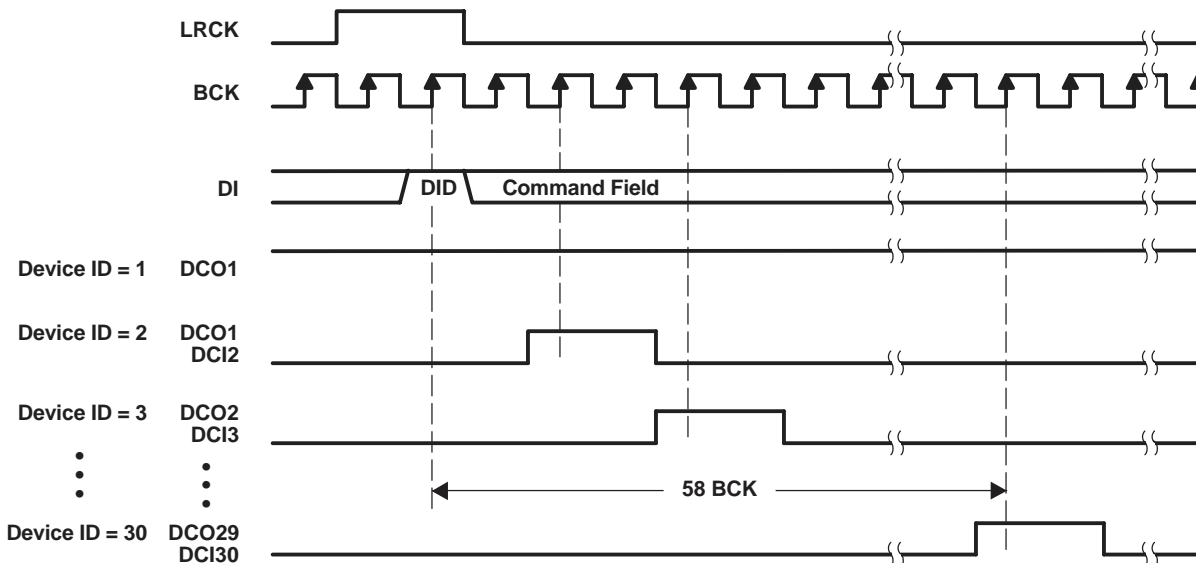 LRCK
BCK
DI
DID
Command Field
Device ID = 1
DCO1
Device ID = 2
DCO1
DCI2
Device ID = 3
DCO2
DCI3
58 BCK
Device ID = 30
DCO29
DCI30